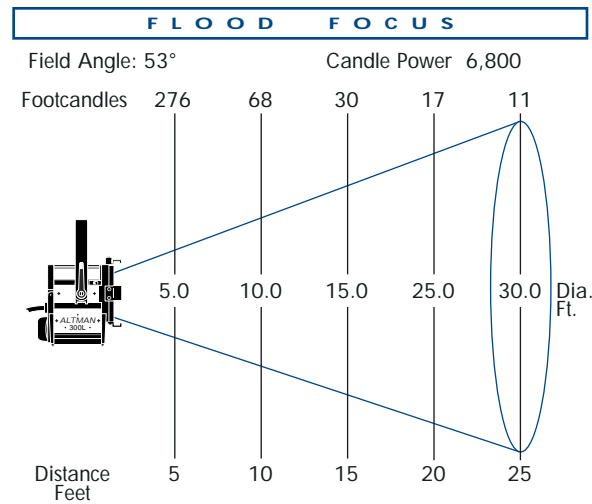 FLOOD FOCUS
Field Angle: 53° Candle Power 6,800
Footcandles 276 68 30 17 11
5.0 10.0 15.0 25.0 30.0 Dia.
Ft.
ALTMAN
300L
Distance 5 10 15 20 25
Feet